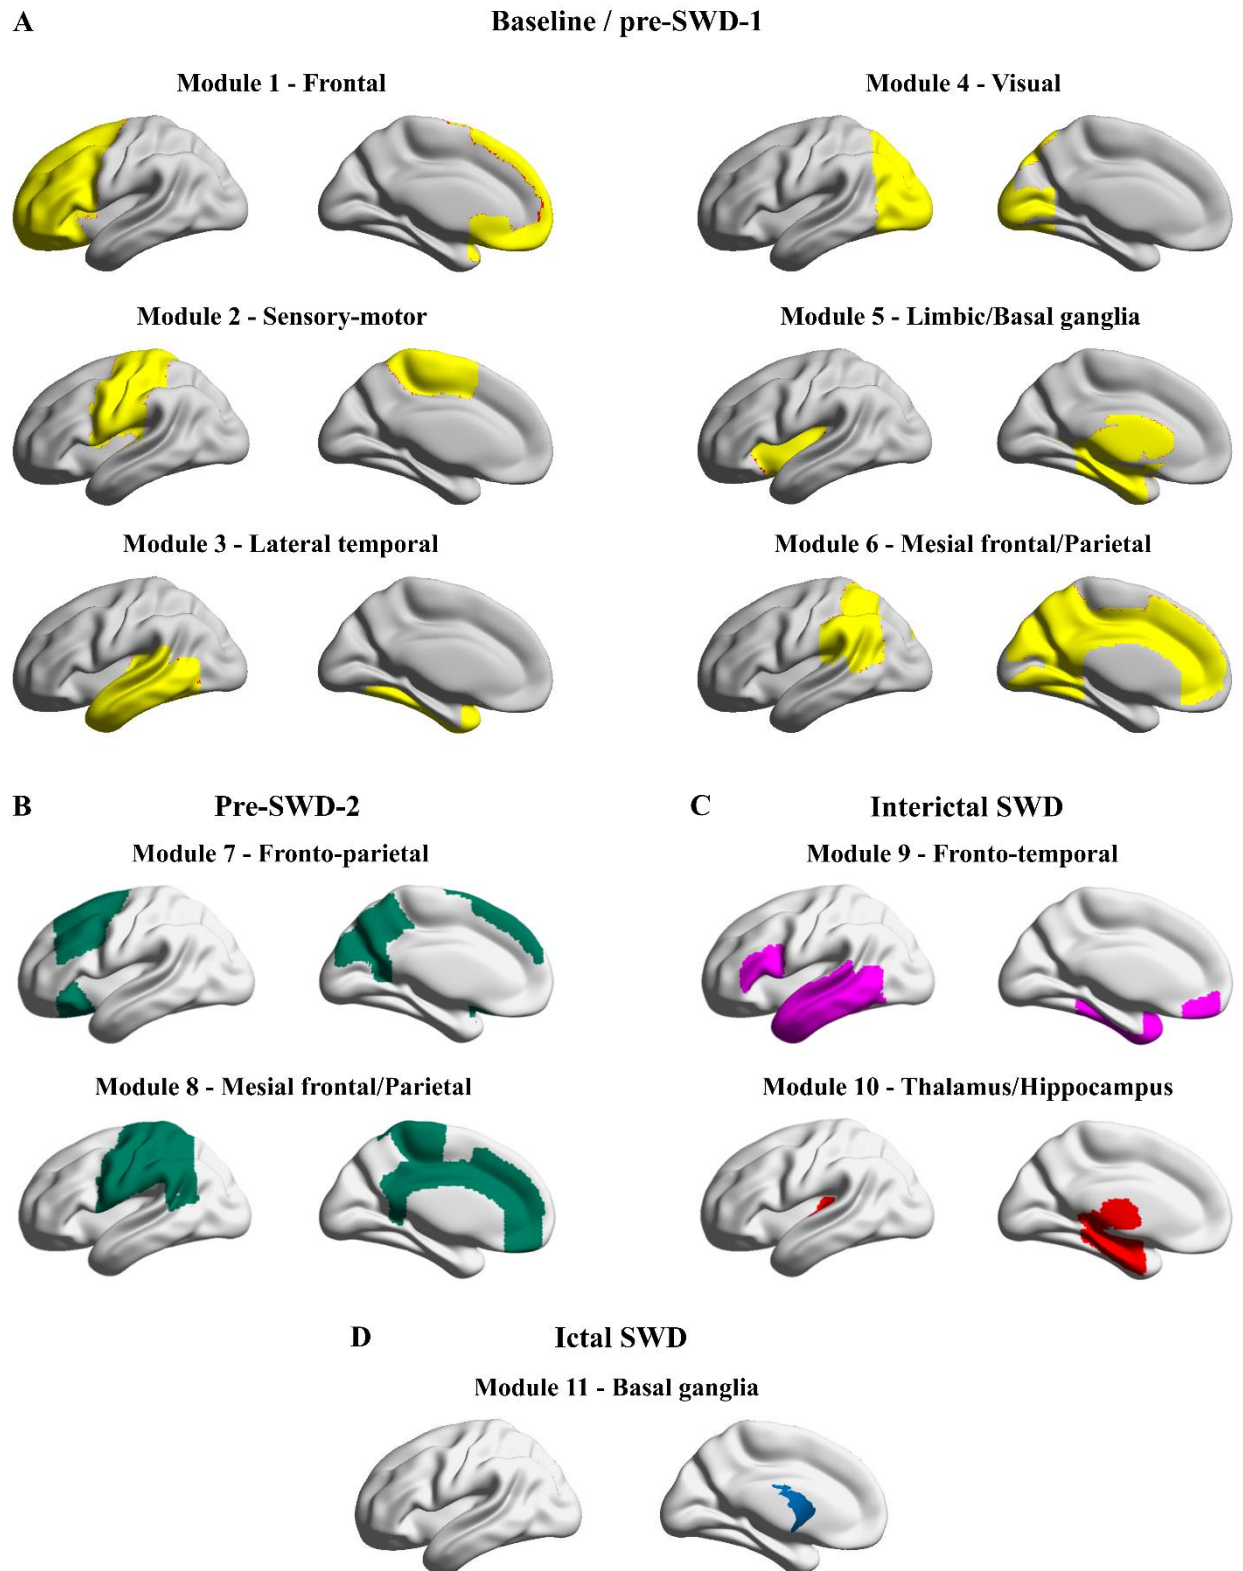 A
Baseline / pre-SWD-1
Module 1 - Frontal
Module 4 - Visual
Module 2 - Sensory-motor
Module 5 - Limbic/Basal ganglia
Module 3 - Lateral temporal
Module 6 - Mesial frontal/Parietal
B
Pre-SWD-2
C
Interictal SWD
Module 7 - Fronto-parietal
Module 9 - Fronto-temporal
Module 8 - Mesial frontal/Parietal
Module 10 - Thalamus/Hippocampus
D
Ictal SWD
Module 11 - Basal ganglia